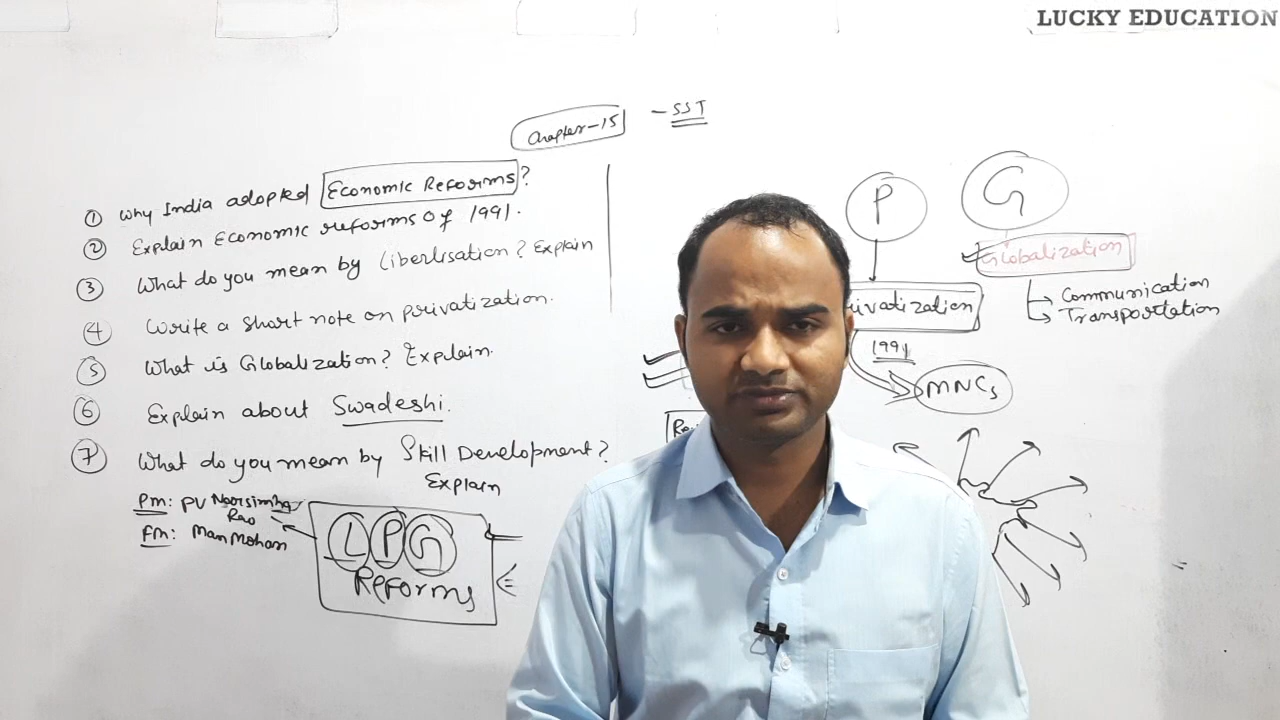 LUCKY EDUCATION
Chapter-15 - SST
① Why India adopted Economic Reforms?
② Explain Economic reforms of 1991.
③ What do you mean by Liberlisation? Explain
④ Write a short note on privatization.
⑤ What is Globalization? Explain.
⑥ Explain about Swadeshi.
⑦ What do you mean by Skill Development?
Explain
PM: PV Narsimha
Rao
FM: ManMohan
L P G
Reforms
P
ivatization
1991
MNCs
G
Globalization
Communication
Transportation